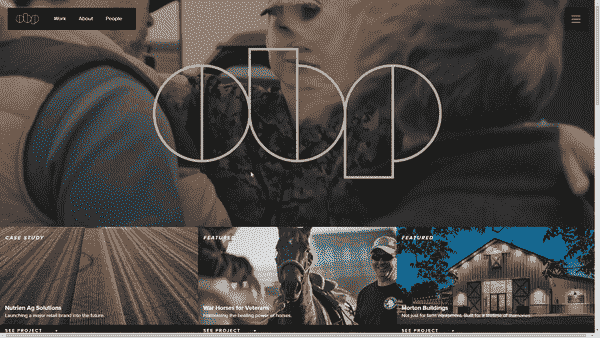 obp
Work
About
People
obp
CASE STUDY
Nutrien Ag Solutions
Launching a major retail brand into the future.
SEE PROJECT
FEATURED
War Horses for Veterans
Harnessing the healing power of horses.
SEE PROJECT
FEATURED
Morton Buildings
Not just for farm equipment. Built for a lifetime of memories.
SEE PROJECT